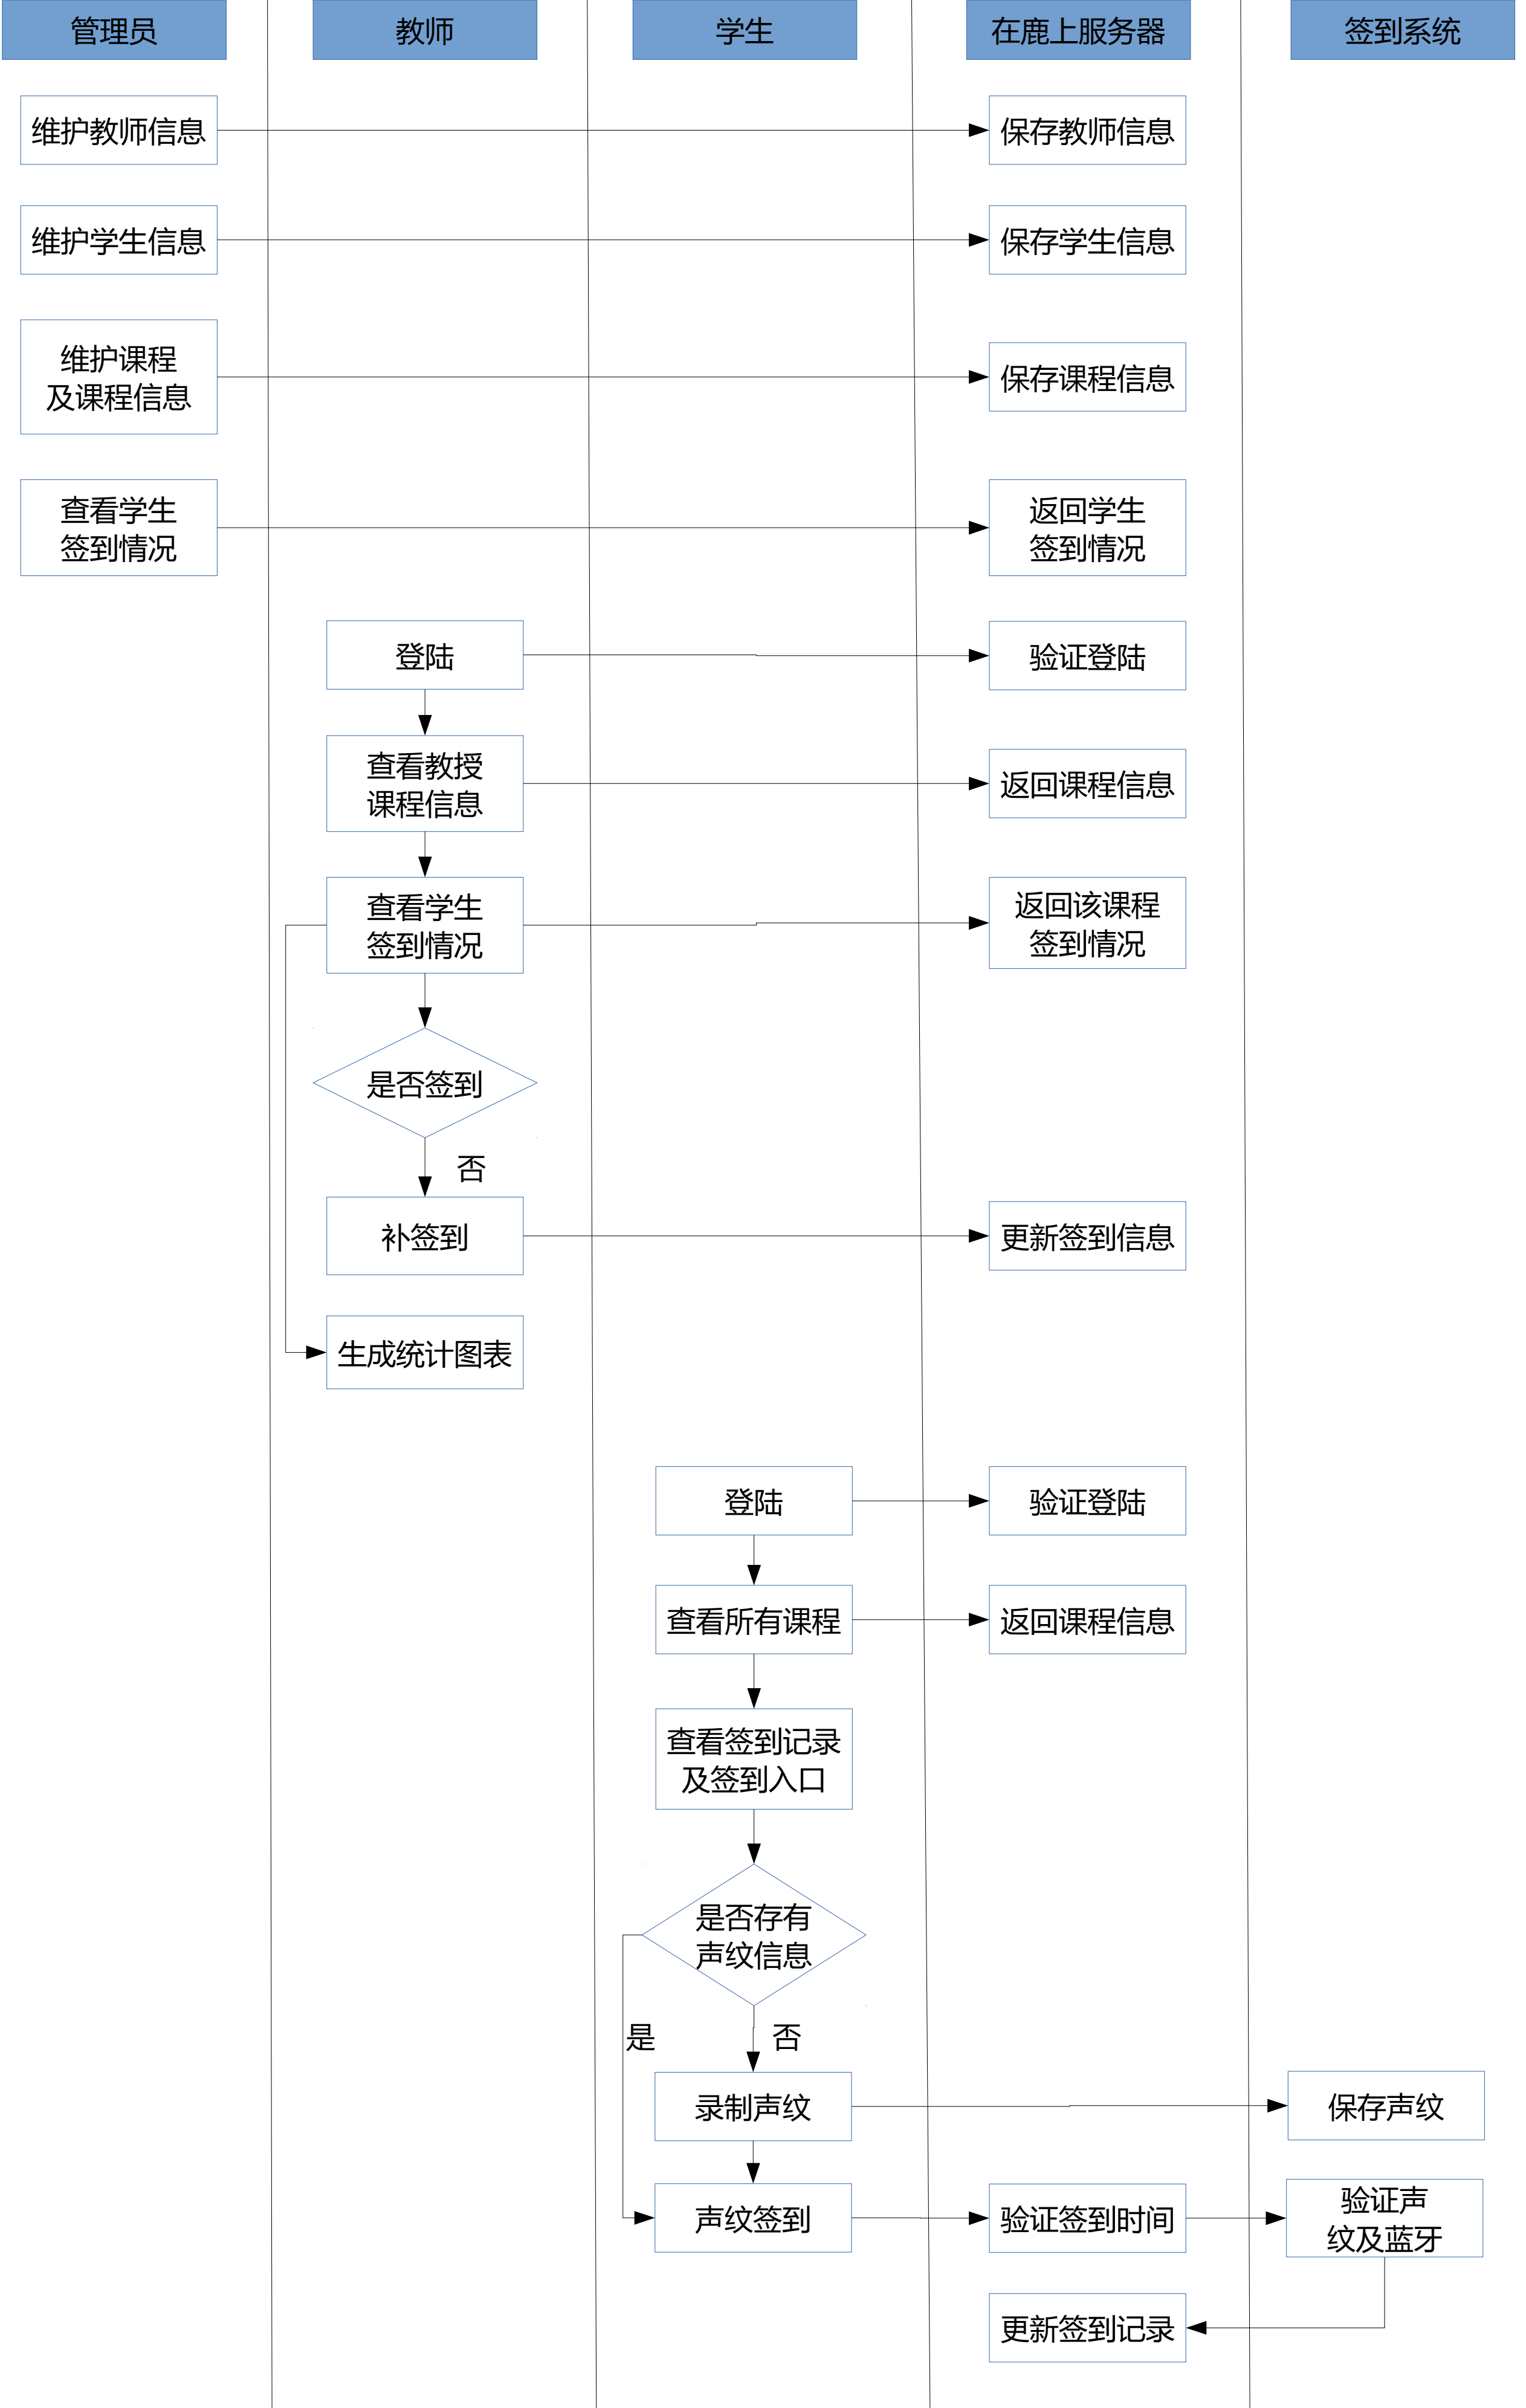 管理员
教师
学生
在鹿上服务器
签到系统
维护教师信息
保存教师信息
维护学生信息
保存学生信息
维护课程
及课程信息
保存课程信息
查看学生
签到情况
返回学生
签到情况
登陆
验证登陆
查看教授
课程信息
返回课程信息
查看学生
签到情况
返回该课程
签到情况
是否签到
否
补签到
更新签到信息
生成统计图表
登陆
验证登陆
查看所有课程
返回课程信息
查看签到记录
及签到入口
是否存有
声纹信息
是
否
录制声纹
保存声纹
声纹签到
验证签到时间
验证声
纹及蓝牙
更新签到记录